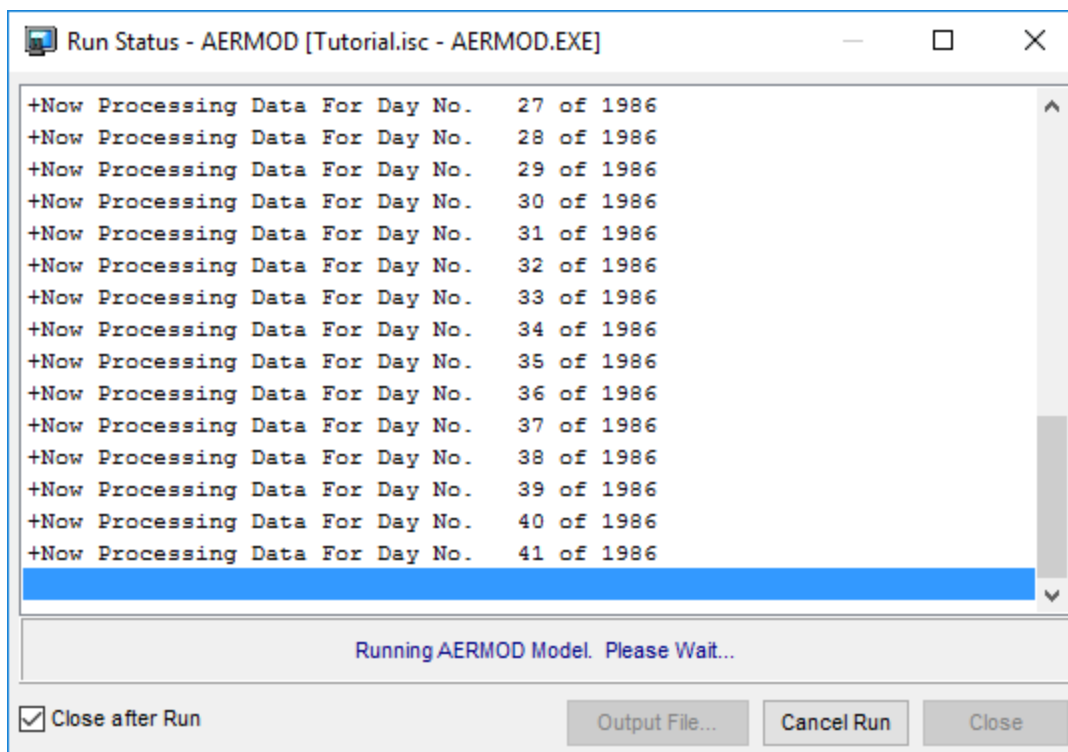 Run Status - AERMOD [Tutorial.isc - AERMOD.EXE]
+Now Processing Data For Day No.   27 of 1986
+Now Processing Data For Day No.   28 of 1986
+Now Processing Data For Day No.   29 of 1986
+Now Processing Data For Day No.   30 of 1986
+Now Processing Data For Day No.   31 of 1986
+Now Processing Data For Day No.   32 of 1986
+Now Processing Data For Day No.   33 of 1986
+Now Processing Data For Day No.   34 of 1986
+Now Processing Data For Day No.   35 of 1986
+Now Processing Data For Day No.   36 of 1986
+Now Processing Data For Day No.   37 of 1986
+Now Processing Data For Day No.   38 of 1986
+Now Processing Data For Day No.   39 of 1986
+Now Processing Data For Day No.   40 of 1986
+Now Processing Data For Day No.   41 of 1986
Running AERMOD Model.  Please Wait...
Close after Run Output File... Cancel Run Close